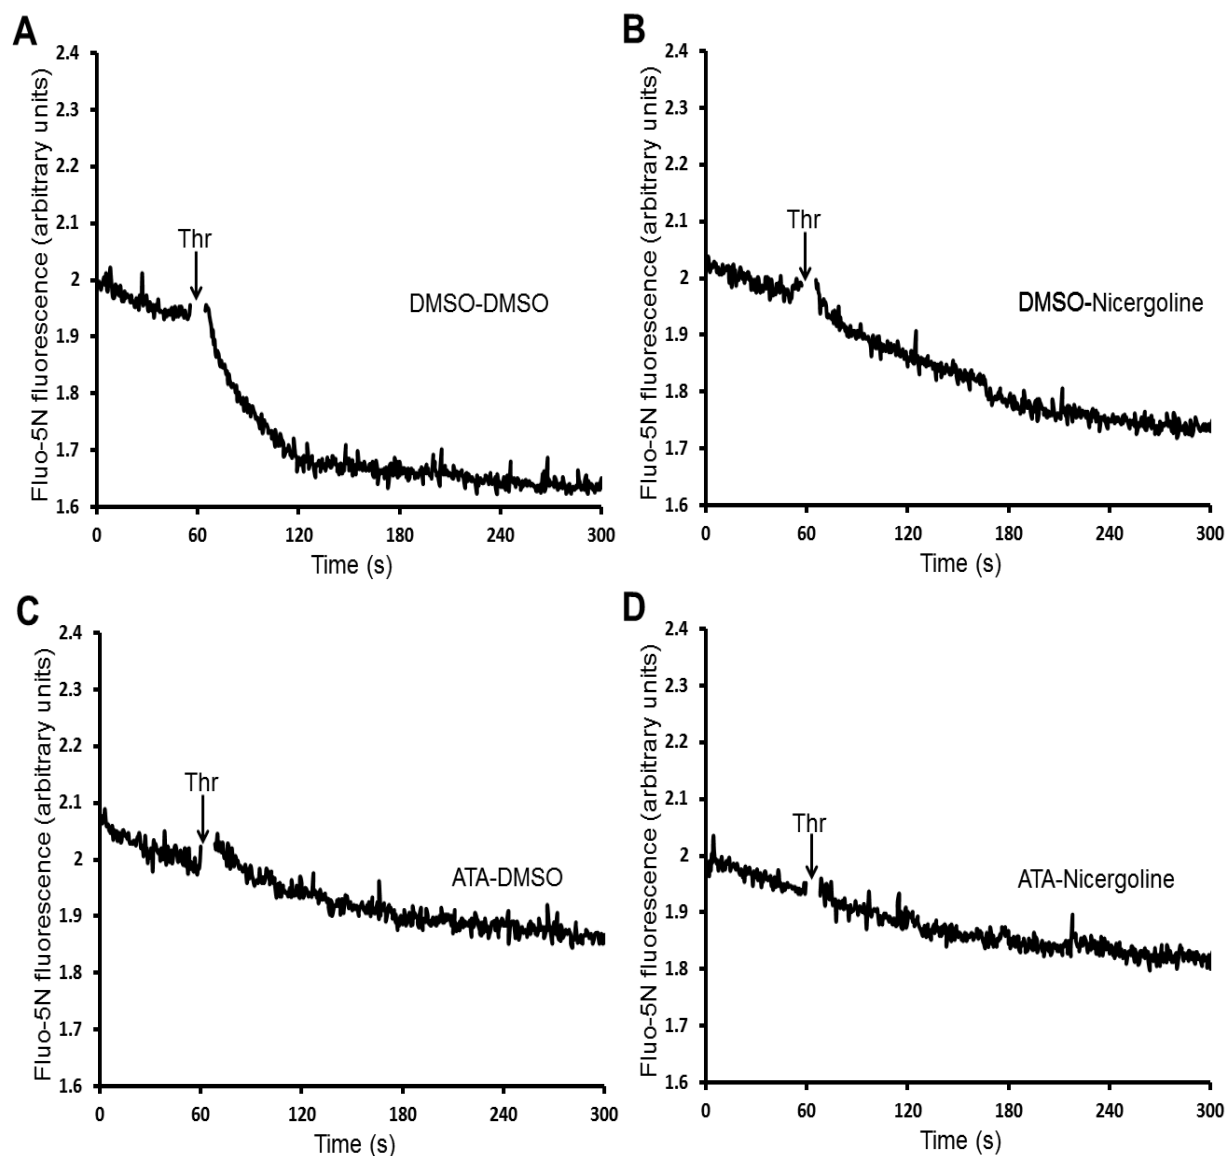 A
Fluo-5N fluorescence (arbitrary units)
2.4
2.3
2.2
2.1
2
1.9
1.8
1.7
1.6
Thr
DMSO-DMSO
0 60 120 180 240 300
Time (s)
B
Fluo-5N fluorescence (arbitrary units)
2.4
2.3
2.2
2.1
2
1.9
1.8
1.7
1.6
Thr
DMSO-Nicergoline
0 60 120 180 240 300
Time (s)
C
Fluo-5N fluorescence (arbitrary units)
2.4
2.3
2.2
2.1
2
1.9
1.8
1.7
1.6
Thr
ATA-DMSO
0 60 120 180 240 300
Time (s)
D
Fluo-5N fluorescence (arbitrary units)
2.4
2.3
2.2
2.1
2
1.9
1.8
1.7
1.6
Thr
ATA-Nicergoline
0 60 120 180 240 300
Time (s)